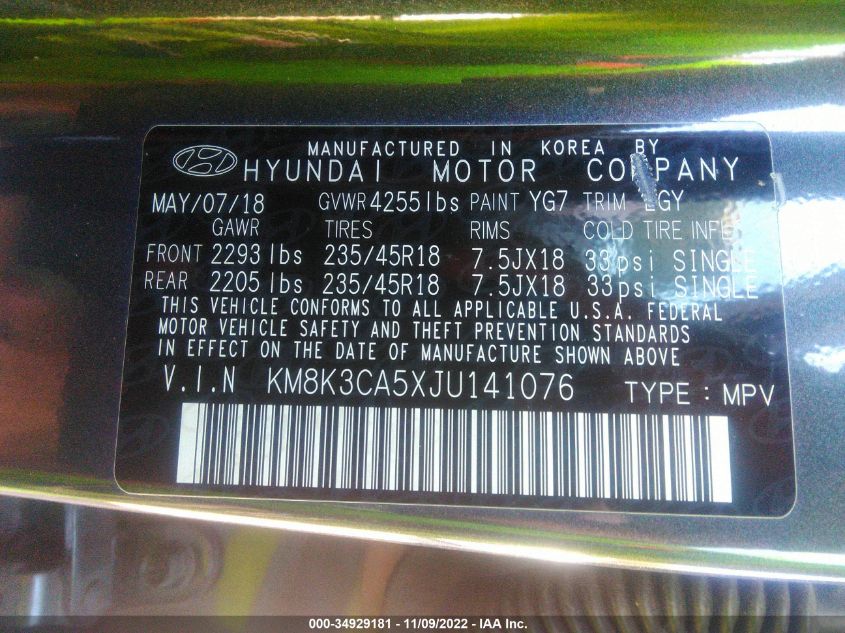 MANUFACTURED IN KOREA BY
HYUNDAI MOTOR COMPANY
MAY/07/18 GVWR 4255lbs PAINT YG7 TRIM EGY
GAWR TIRES RIMS COLD TIRE INFL
FRONT 2293 lbs 235/45R18 7.5JX18 33psi SINGLE
REAR 2205 lbs 235/45R18 7.5JX18 33psi SINGLE
THIS VEHICLE CONFORMS TO ALL APPLICABLE U.S.A. FEDERAL
MOTOR VEHICLE SAFETY AND THEFT PREVENTION STANDARDS
IN EFFECT ON THE DATE OF MANUFACTURE SHOWN ABOVE
V.I.N KM8K3CA5XJU141076 TYPE : MPV
000-34929181 - 11/09/2022 - IAA Inc.